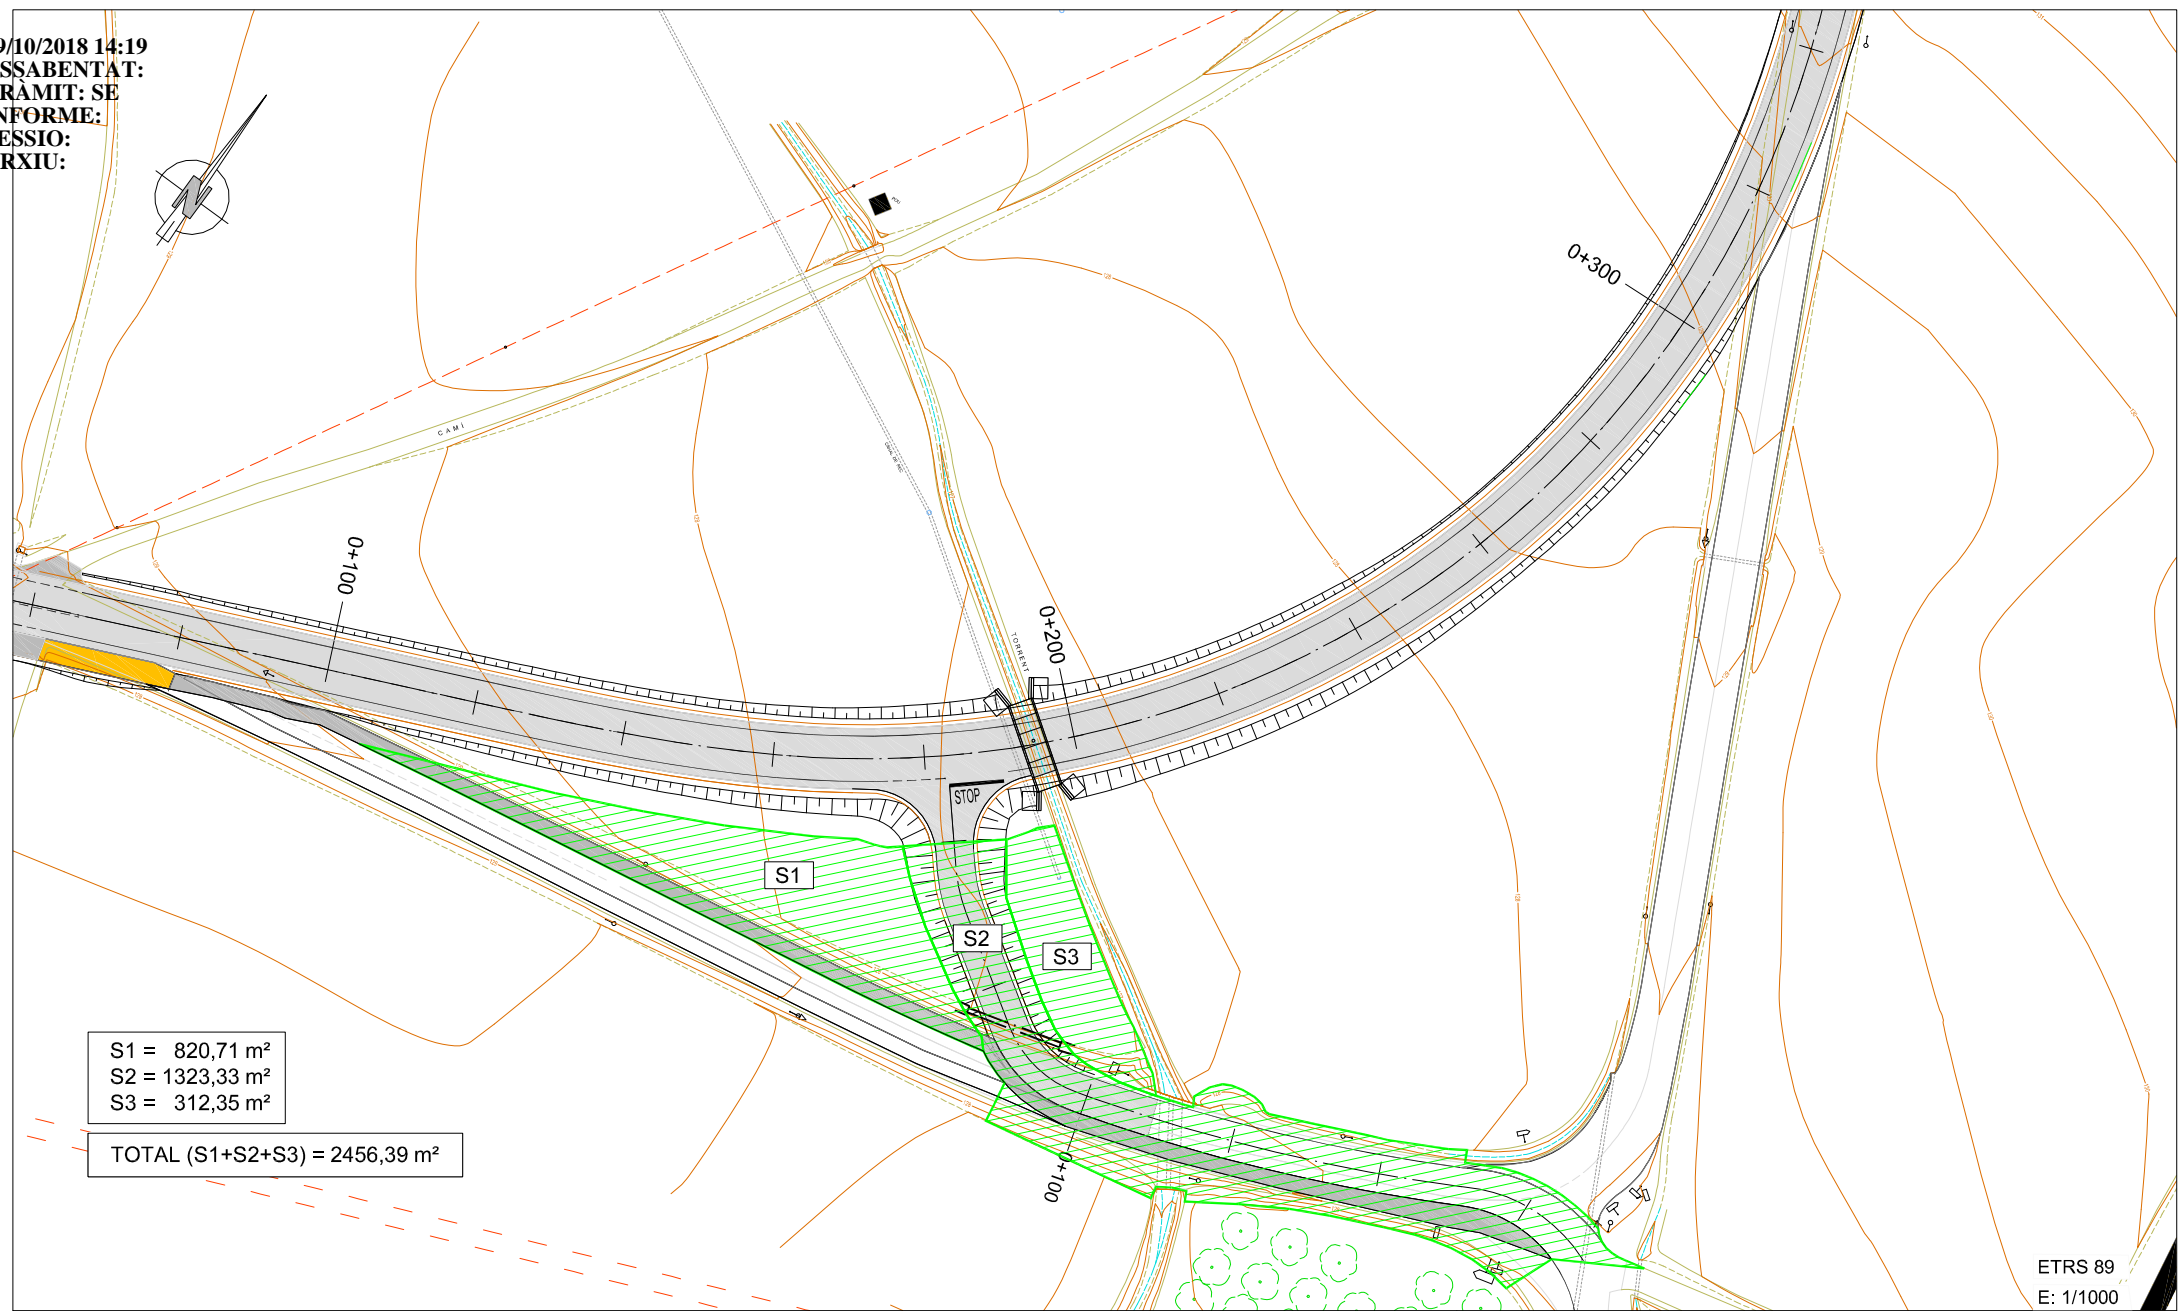 9/10/2018 14:19
SSABENTAT:
RÀMIT: SE
NFORME:
ESSIO:
RXIU:
N
POU
CAMÍ
0+300
0+100
0+200
TORRENT
STOP
S1
S2
S3
0+100
S1 = 820,71 m²
S2 = 1323,33 m²
S3 = 312,35 m²
TOTAL (S1+S2+S3) = 2456,39 m²
ETRS 89
E: 1/1000